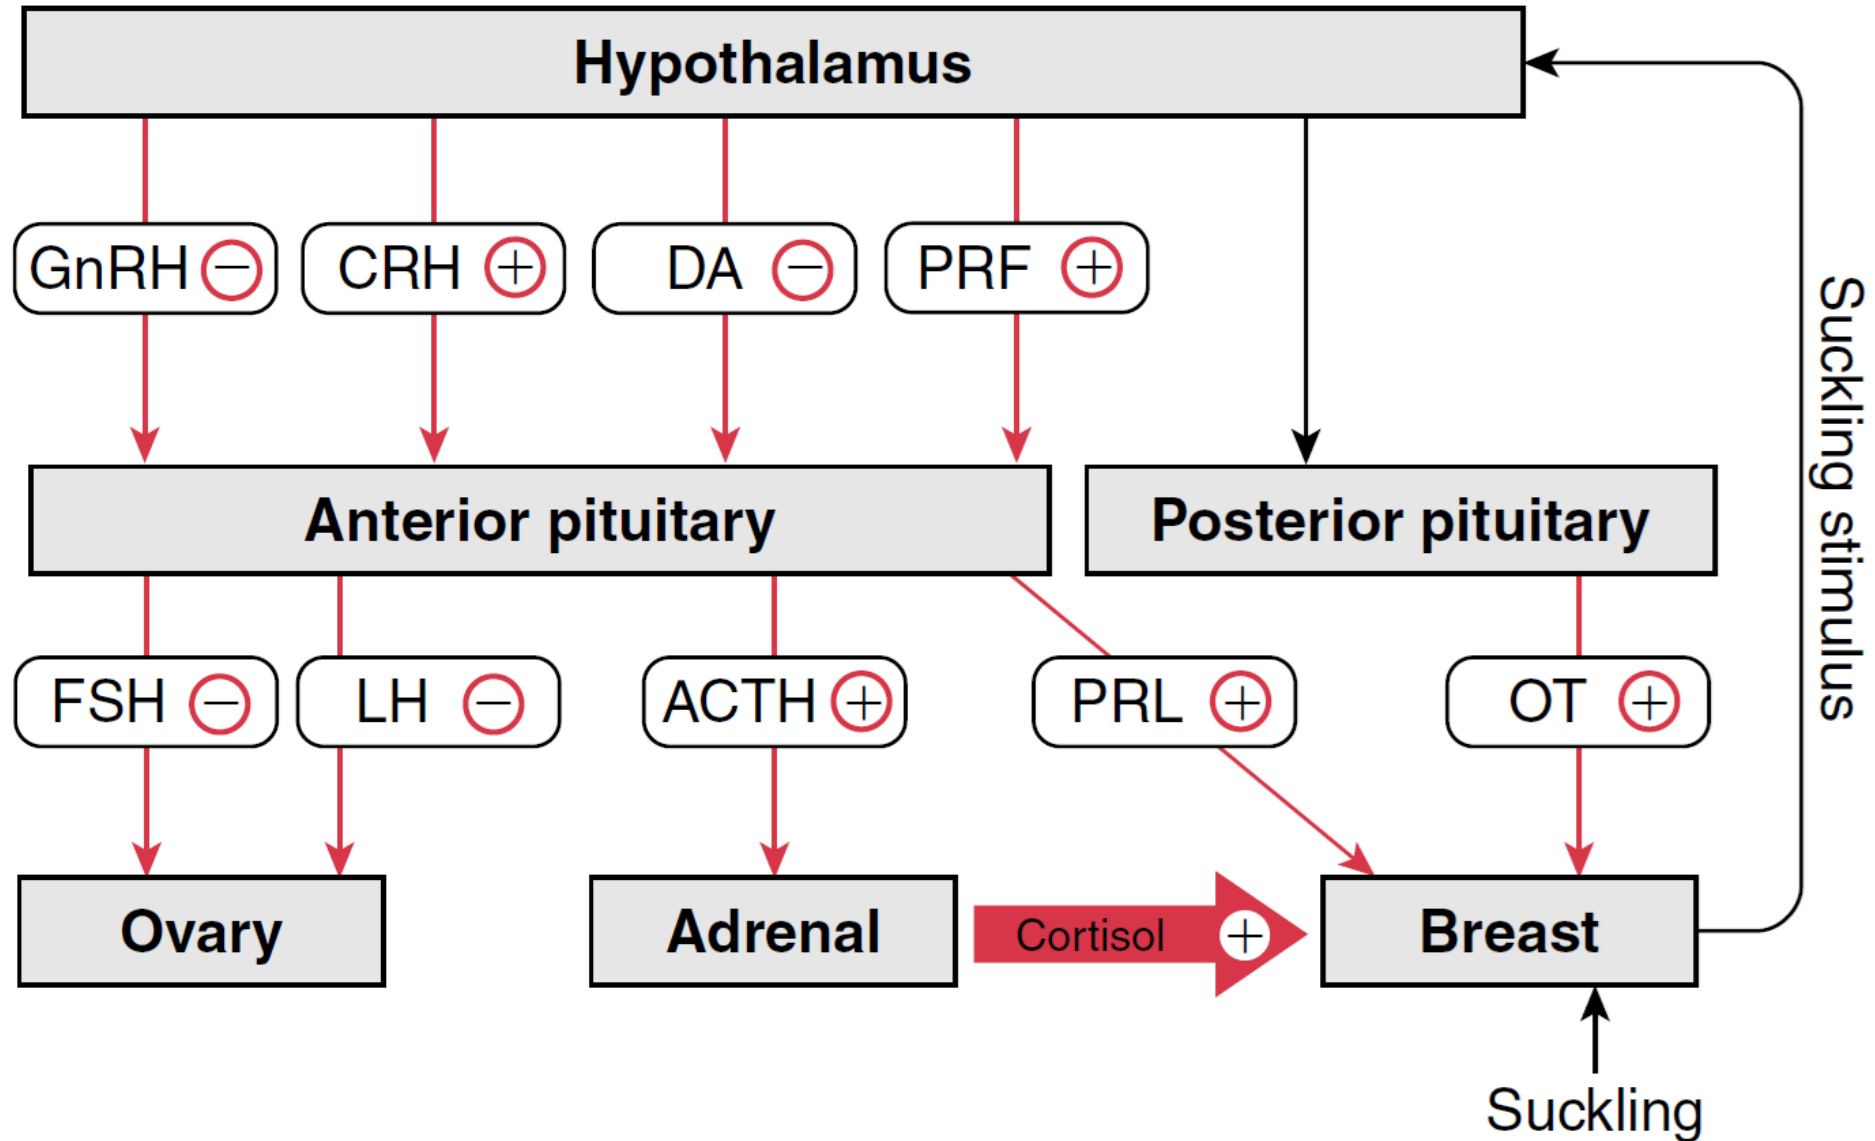 Hypothalamus
GnRH −
CRH +
DA −
PRF +
Anterior pituitary
Posterior pituitary
FSH −
LH −
ACTH +
PRL +
OT +
Ovary
Adrenal
Cortisol +
Breast
Suckling
Suckling stimulus